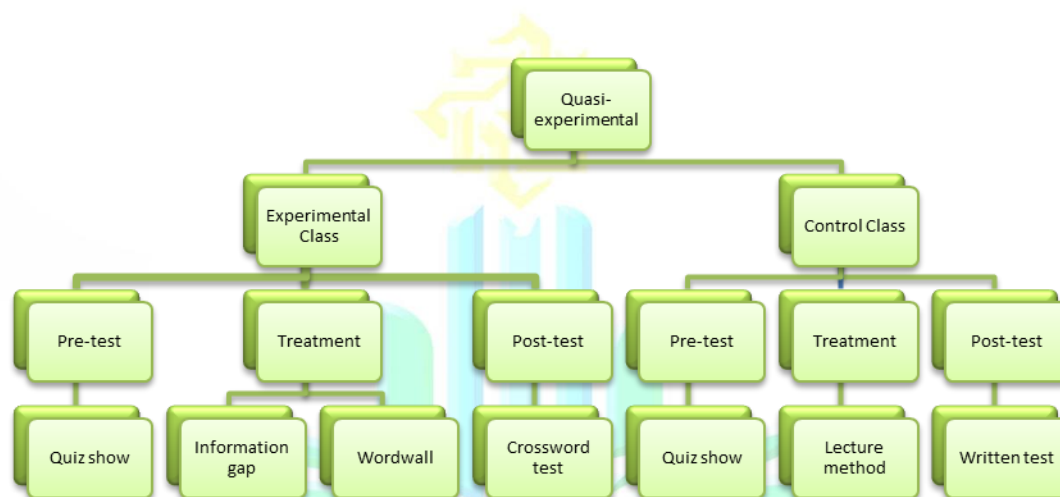 Quasi-
experimental
Experimental
Class
Control Class
Pre-test
Treatment
Post-test
Pre-test
Treatment
Post-test
Quiz show
Information
gap
Wordwall
Crossword
test
Quiz show
Lecture
method
Written test